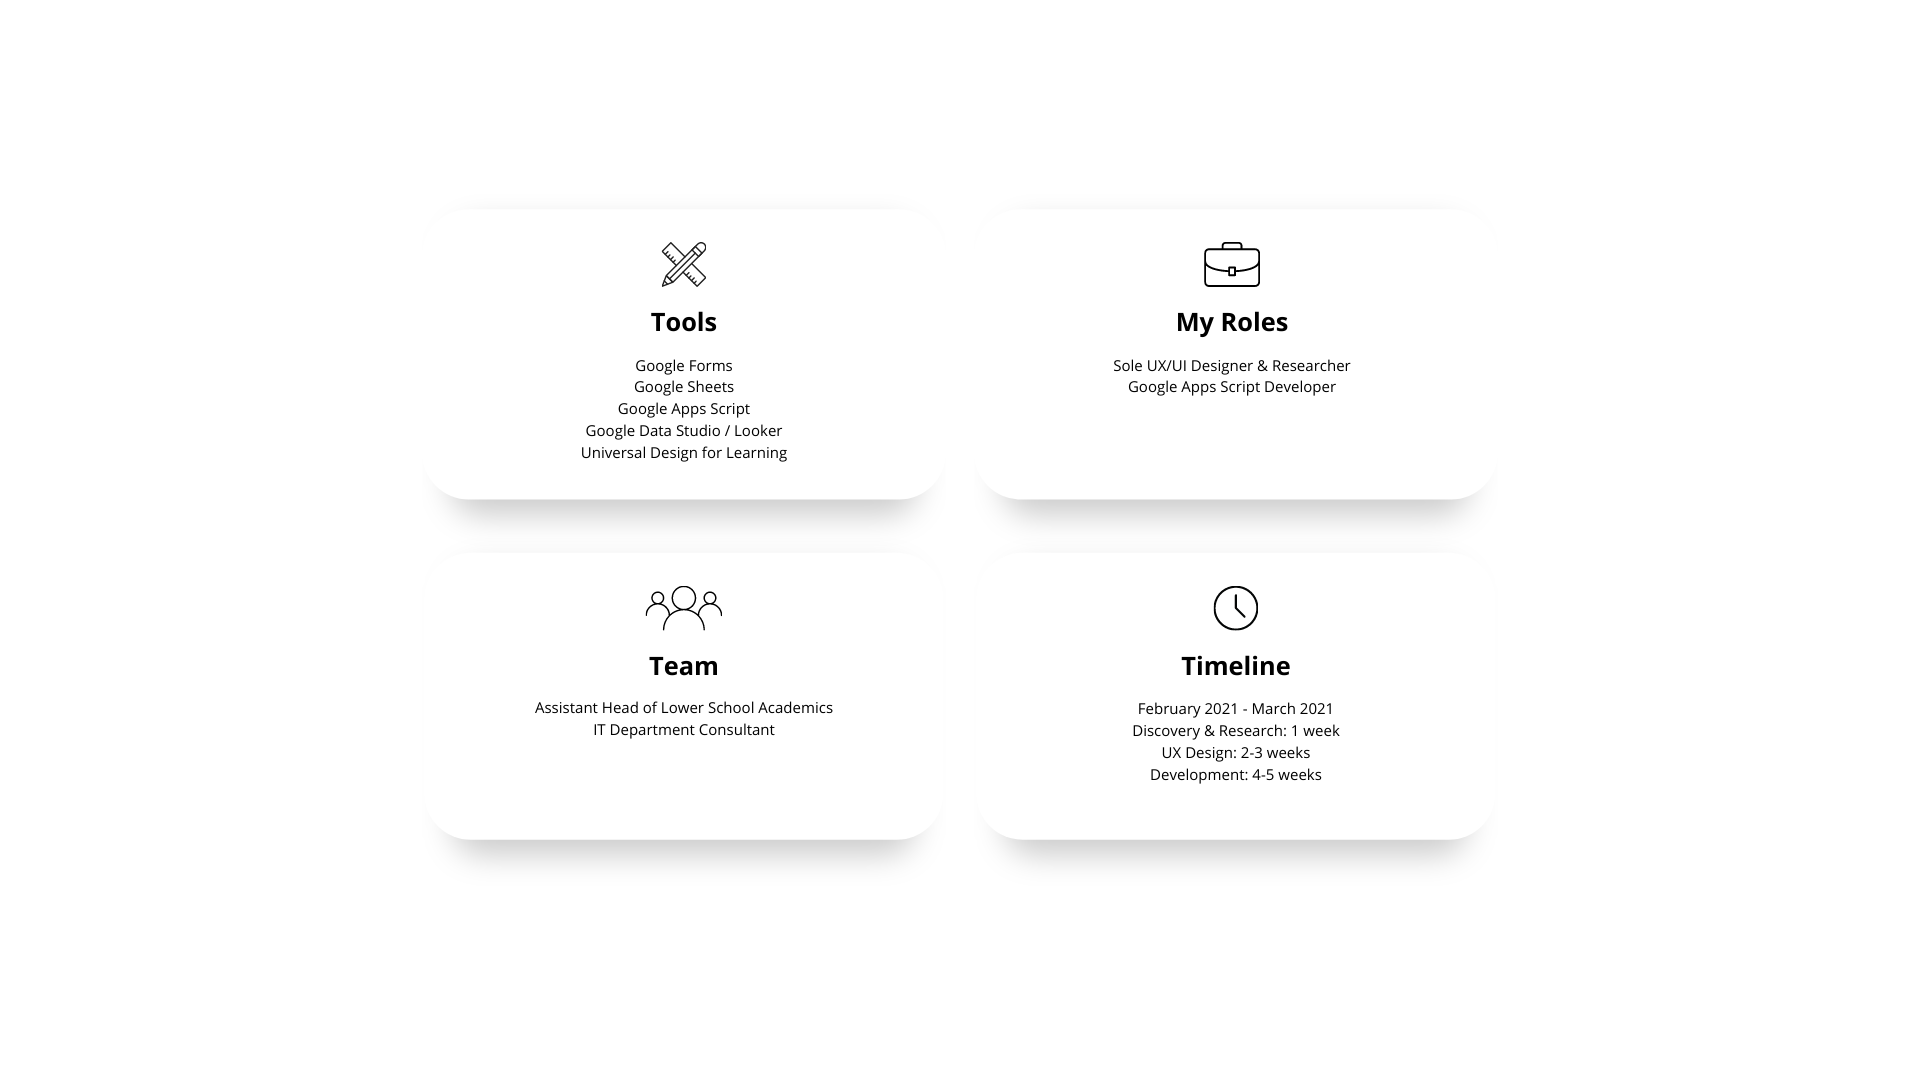 Tools
Google Forms
Google Sheets
Google Apps Script
Google Data Studio / Looker
Universal Design for Learning
My Roles
Sole UX/UI Designer & Researcher
Google Apps Script Developer
Team
Assistant Head of Lower School Academics
IT Department Consultant
Timeline
February 2021 - March 2021
Discovery & Research: 1 week
UX Design: 2-3 weeks
Development: 4-5 weeks